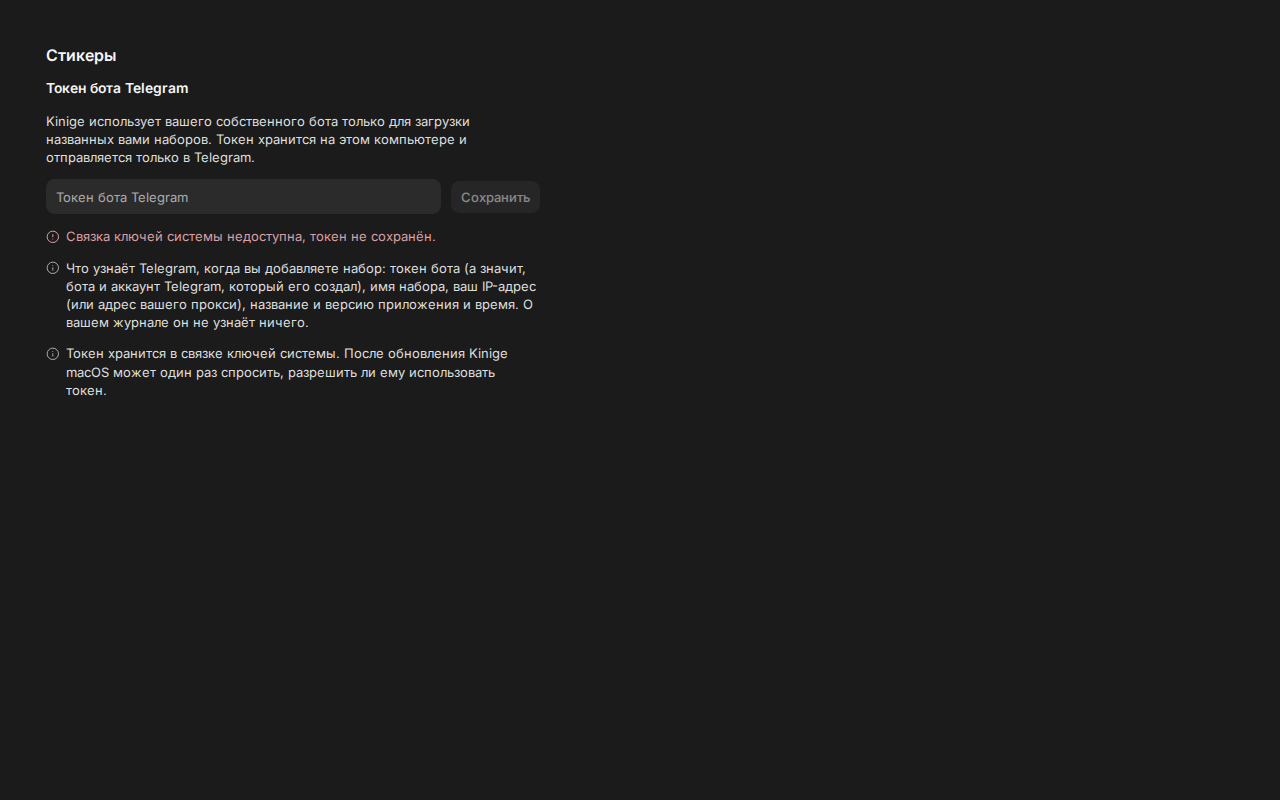 Стикеры
Токен бота Telegram
Kinige использует вашего собственного бота только для загрузки
названных вами наборов. Токен хранится на этом компьютере и
отправляется только в Telegram.
Токен бота Telegram
Сохранить
Связка ключей системы недоступна, токен не сохранён.
Что узнаёт Telegram, когда вы добавляете набор: токен бота (а значит,
бота и аккаунт Telegram, который его создал), имя набора, ваш IP-адрес
(или адрес вашего прокси), название и версию приложения и время. О
вашем журнале он не узнаёт ничего.
Токен хранится в связке ключей системы. После обновления Kinige
macOS может один раз спросить, разрешить ли ему использовать
токен.